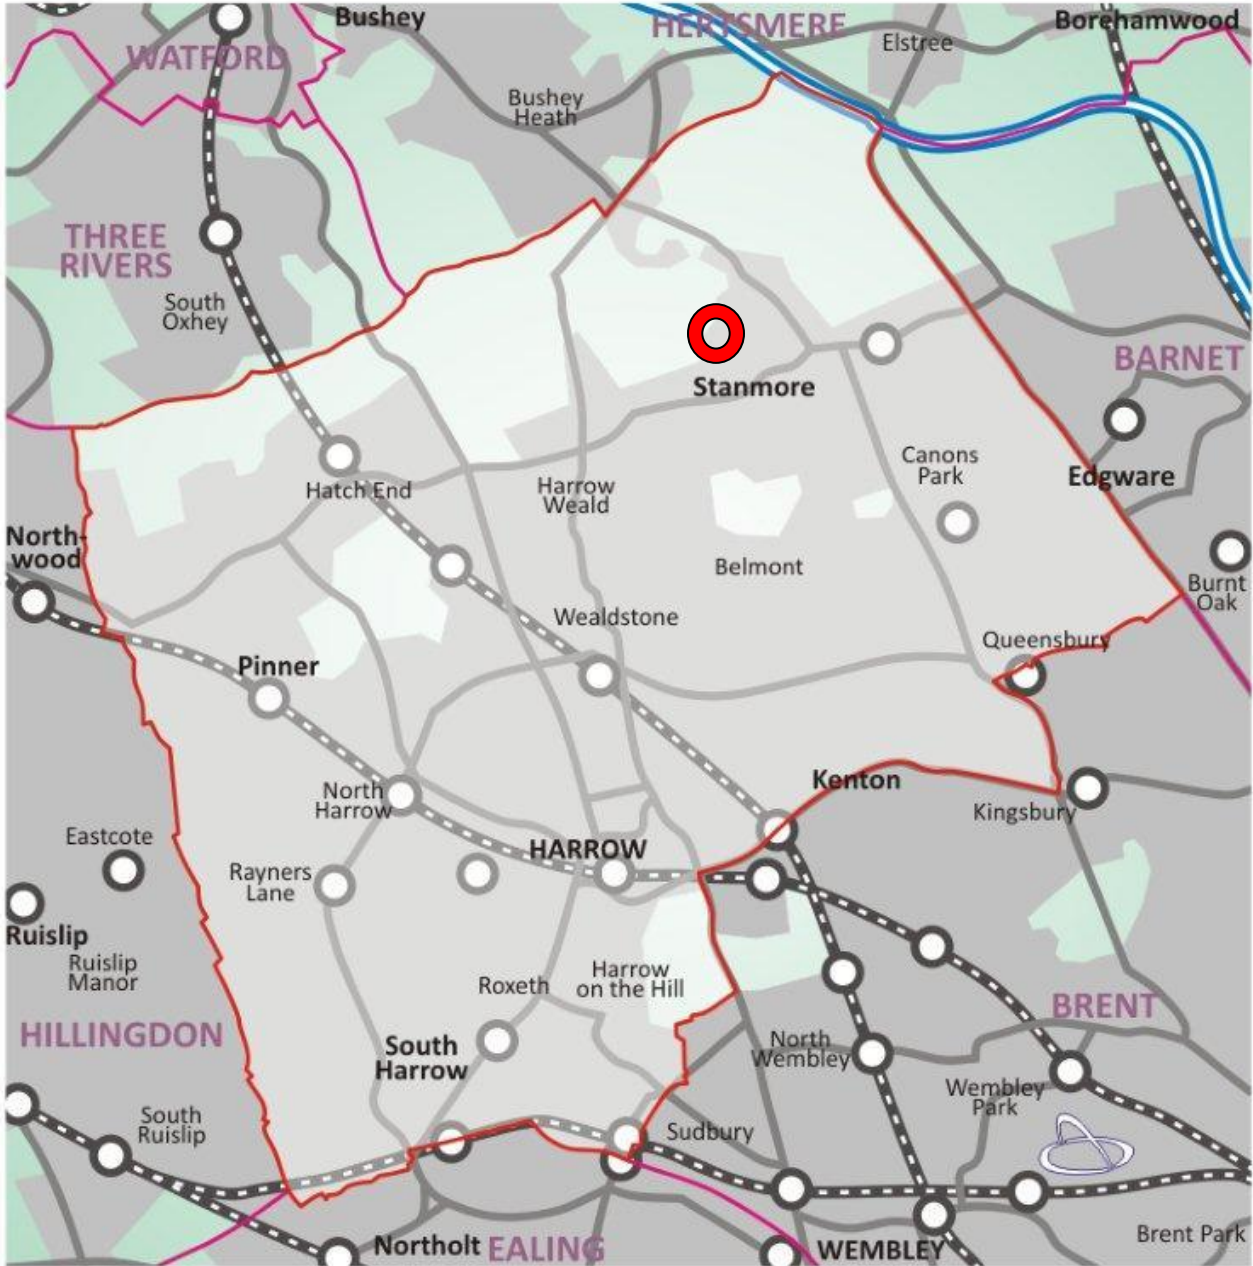 Bushey
HERTSMERE
Borehamwood
Elstree
WATFORD
Bushey
Heath
THREE
RIVERS
South
Oxhey
BARNET
Stanmore
Edgware
Canons
Park
Hatch End
Harrow
Weald
North-
wood
Belmont
Burnt
Oak
Wealdstone
Queensbury
Pinner
Kenton
North
Harrow
Kingsbury
Eastcote
HARROW
Rayners
Lane
Ruislip
Ruislip
Manor
Harrow
on the Hill
Roxeth
BRENT
HILLINGDON
South
Harrow
North
Wembley
Wembley
Park
South
Ruislip
Sudbury
Brent Park
Northolt
EALING
WEMBLEY